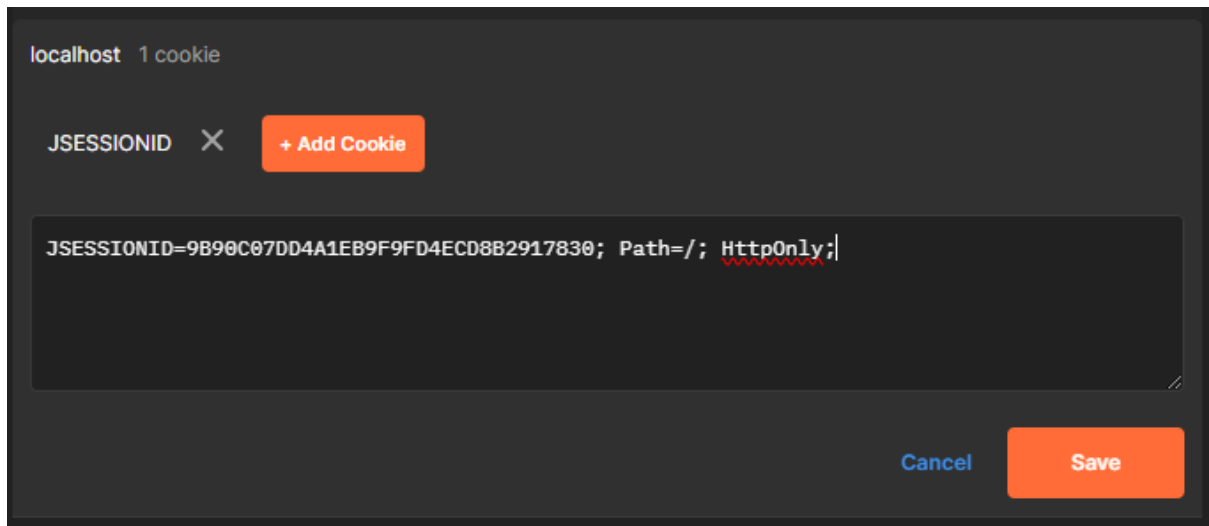 localhost 1 cookie
JSESSIONID + Add Cookie
JSESSIONID=9B90C07DD4A1EB9F9FD4ECD8B2917830; Path=/; HttpOnly;
Cancel Save